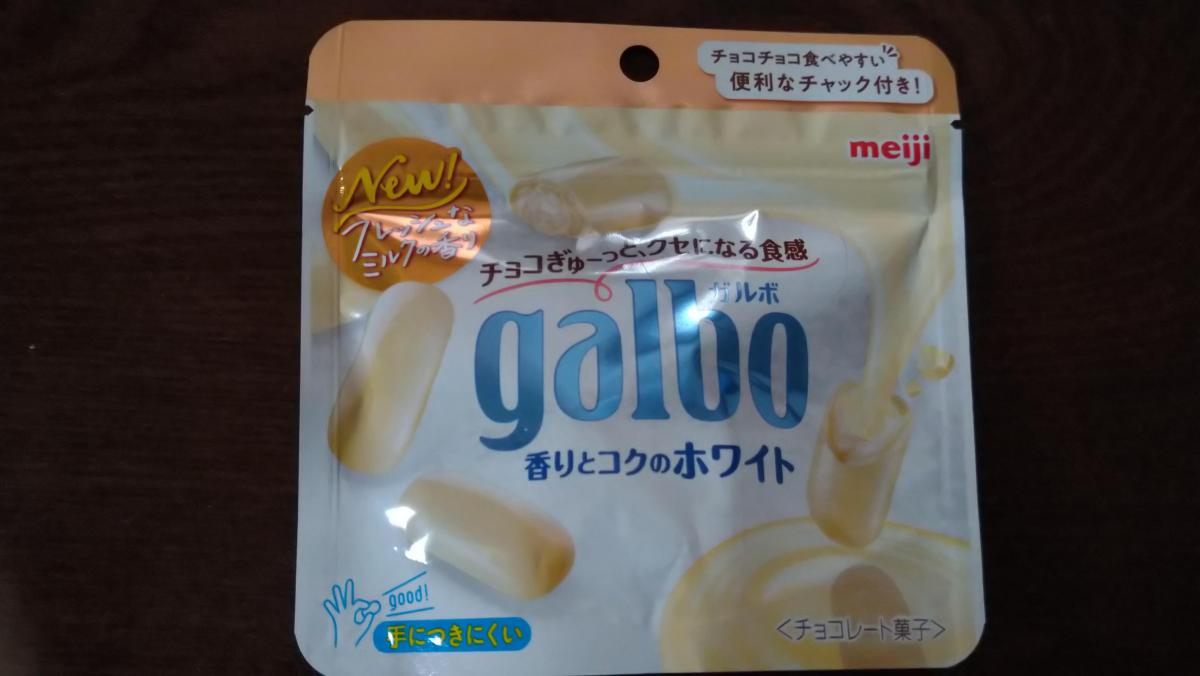 チョコチョコ食べやすい
便利なチャック付き!
meiji
New!
フレッシュな
ミルクの香り
チョコぎゅーっと、クセになる食感
ガルボ
galbo
香りとコクのホワイト
good!
手につきにくい
<チョコレート菓子>